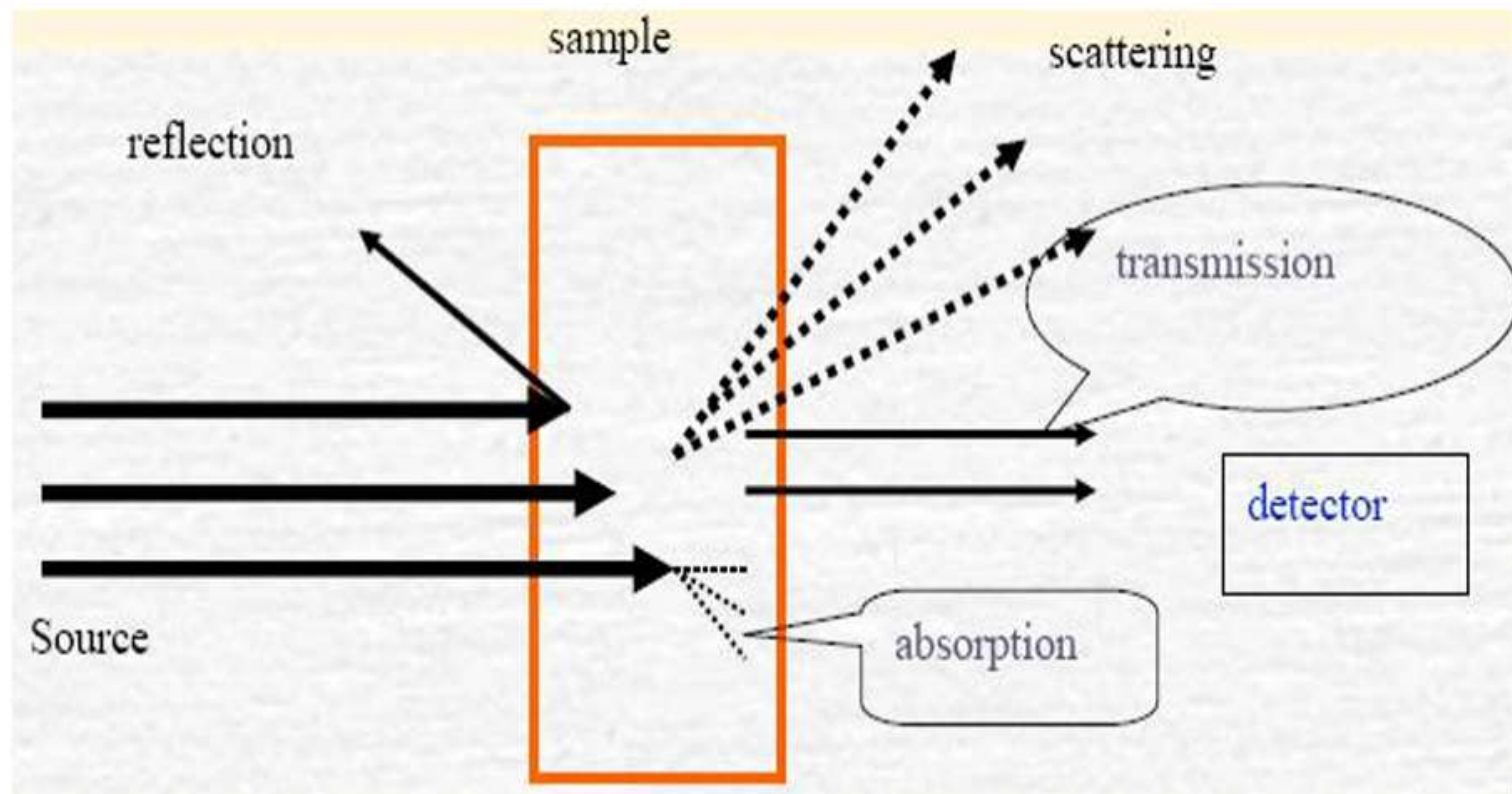 sample
scattering
reflection
transmission
detector
Source
absorption